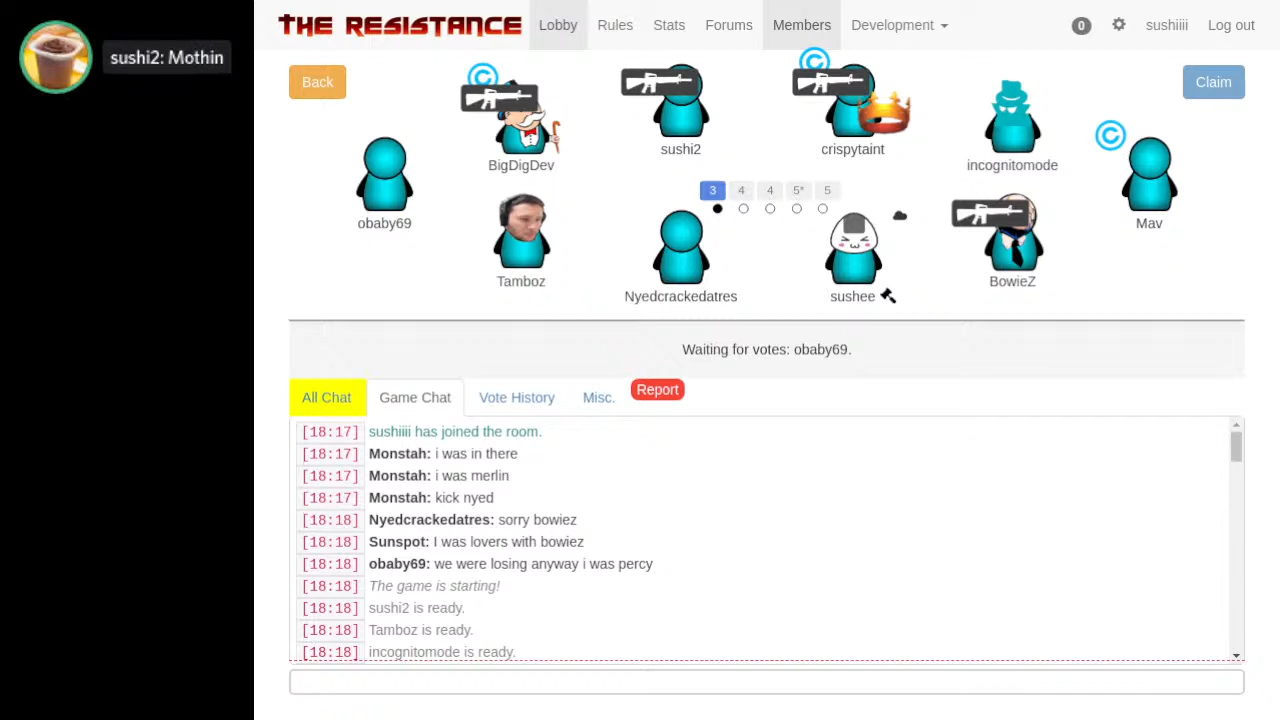 sushi2: Mothin
THE RESISTANCE
Lobby
Rules
Stats
Forums
Members
Development
0
sushiiii
Log out
Back
Claim
BigDigDev
sushi2
crispytaint
incognitomode
obaby69
Mav
3 4 4 5* 5
Tamboz
Nyedcrackedatres
sushee
BowieZ
Waiting for votes: obaby69.
All Chat
Game Chat
Vote History
Misc.
Report
[18:17] sushiiii has joined the room.
[18:17] Monstah: i was in there
[18:17] Monstah: i was merlin
[18:17] Monstah: kick nyed
[18:18] Nyedcrackedatres: sorry bowiez
[18:18] Sunspot: I was lovers with bowiez
[18:18] obaby69: we were losing anyway i was percy
[18:18] The game is starting!
[18:18] sushi2 is ready.
[18:18] Tamboz is ready.
[18:18] incognitomode is ready.